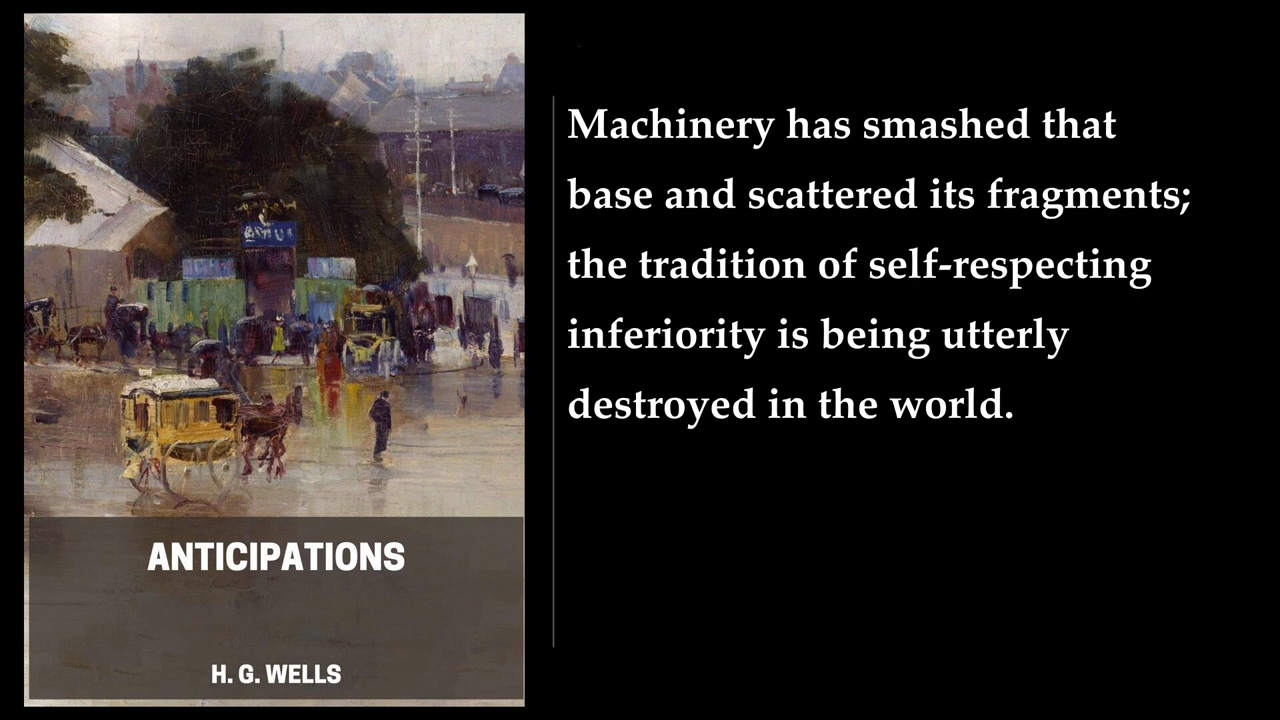 Machinery has smashed that
base and scattered its fragments;
the tradition of self-respecting
inferiority is being utterly
destroyed in the world.
ANTICIPATIONS
H. G. WELLS